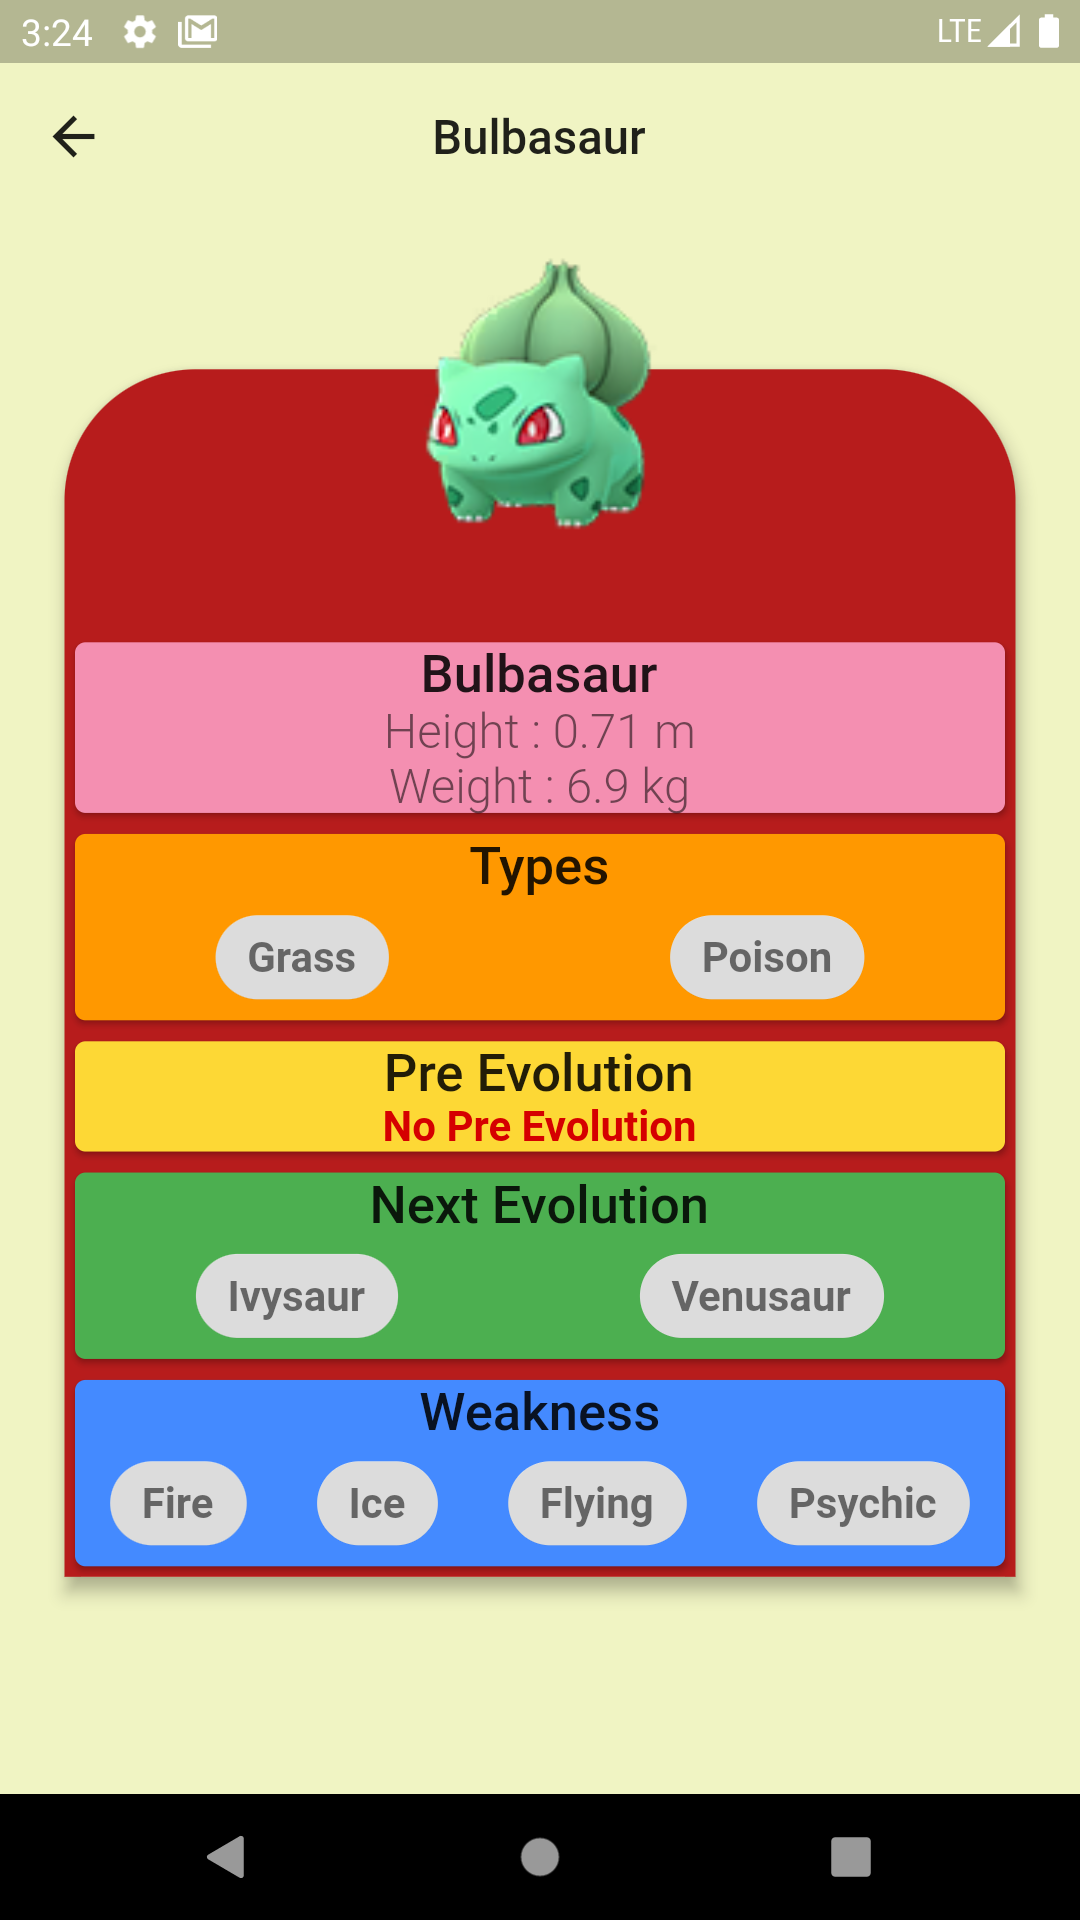 3:24 LTE
Bulbasaur
Bulbasaur
Height : 0.71 m
Weight : 6.9 kg
Types
Grass Poison
Pre Evolution
No Pre Evolution
Next Evolution
Ivysaur Venusaur
Weakness
Fire Ice Flying Psychic